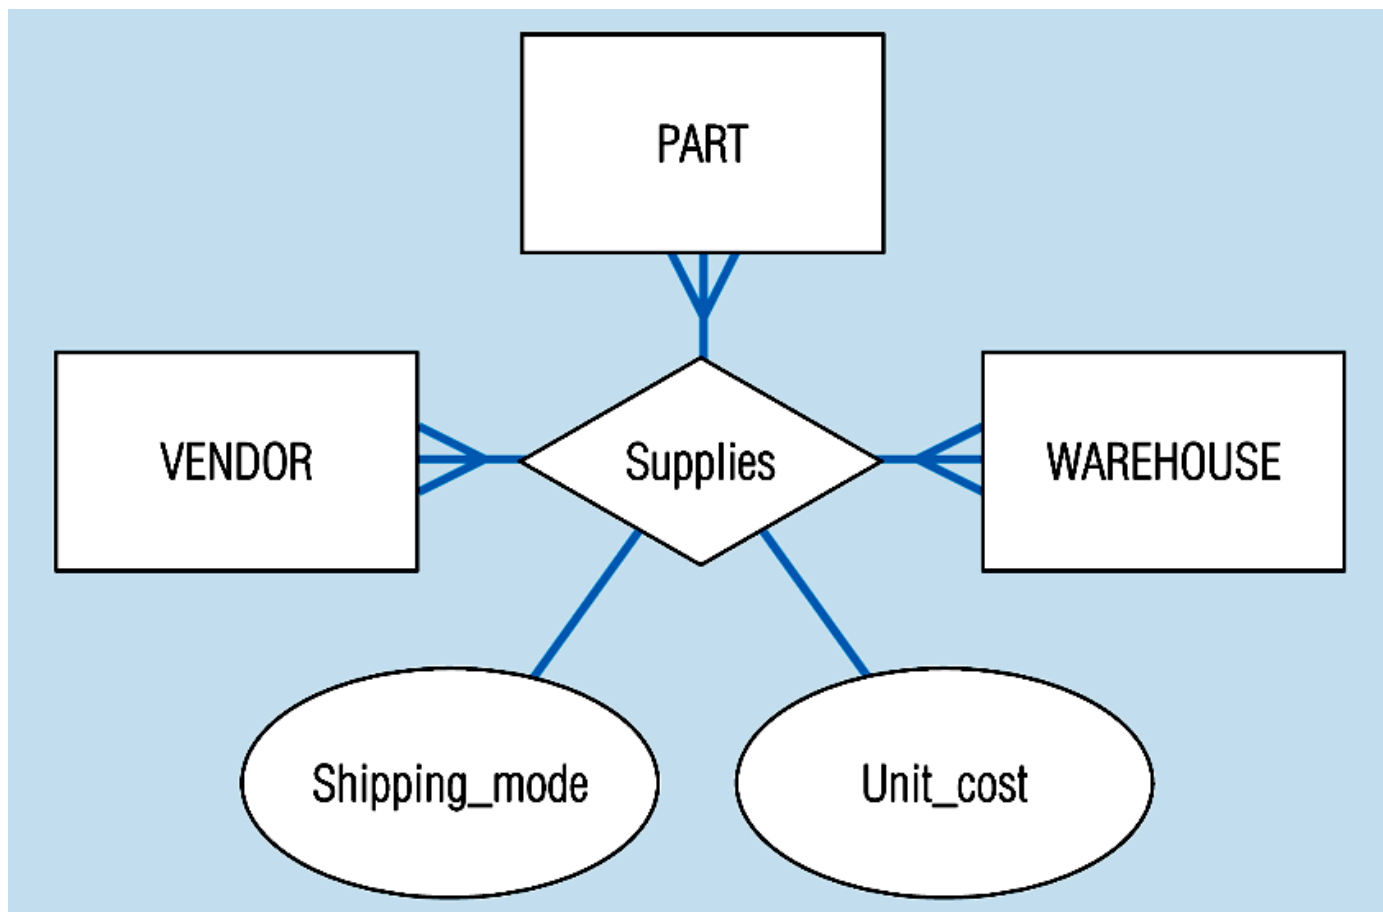 PART
VENDOR
Supplies
WAREHOUSE
Shipping_mode
Unit_cost